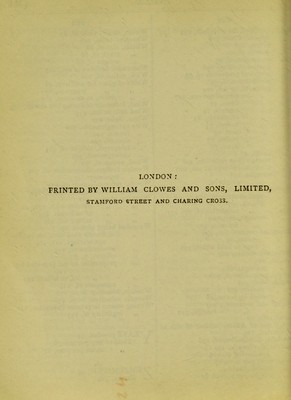 LONDON:
PRINTED BY WILLIAM CLOWES AND SONS, LIMITED,
STAMFORD STREET AND CHARING CROSS.